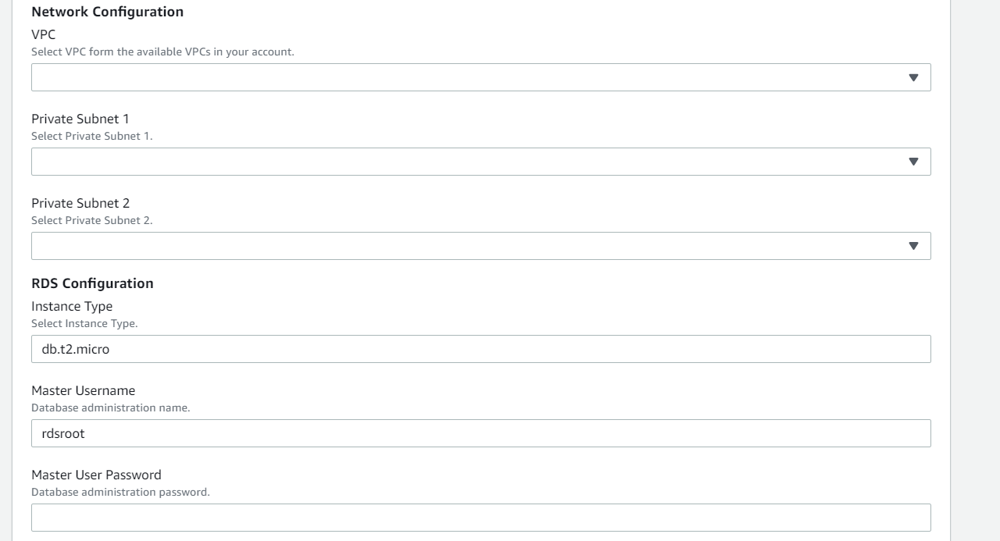 Network Configuration
VPC
Select VPC form the available VPCs in your account.
Private Subnet 1
Select Private Subnet 1.
Private Subnet 2
Select Private Subnet 2.
RDS Configuration
Instance Type
Select Instance Type.
db.t2.micro
Master Username
Database administration name.
rdsroot
Master User Password
Database administration password.